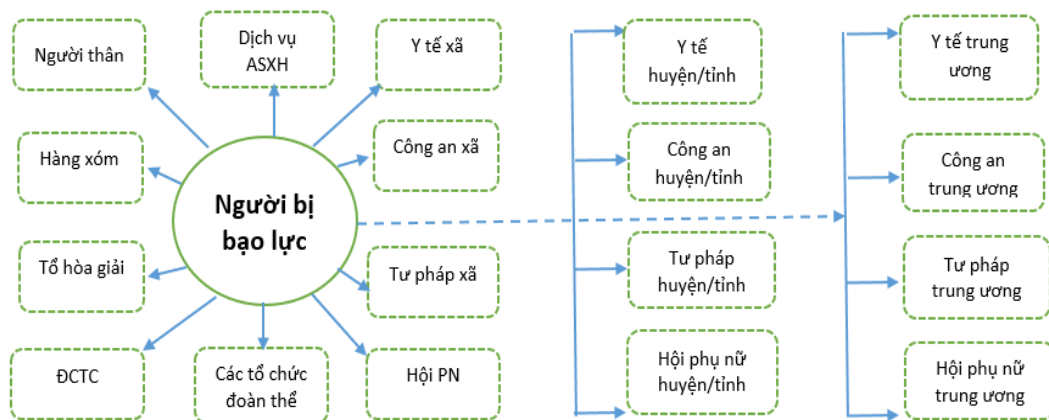 Người thân
Dịch vụ
ASXH
Y tế xã
Hàng xóm
Công an xã
Người bị
bạo lực
Tổ hòa giải
Tư pháp xã
ĐCTC
Các tổ chức
đoàn thể
Hội PN
Y tế
huyện/tỉnh
Công an
huyện/tỉnh
Tư pháp
huyện/tỉnh
Hội phụ nữ
huyện/tỉnh
Y tế trung
ương
Công an
trung ương
Tư pháp
trung ương
Hội phụ nữ
trung ương